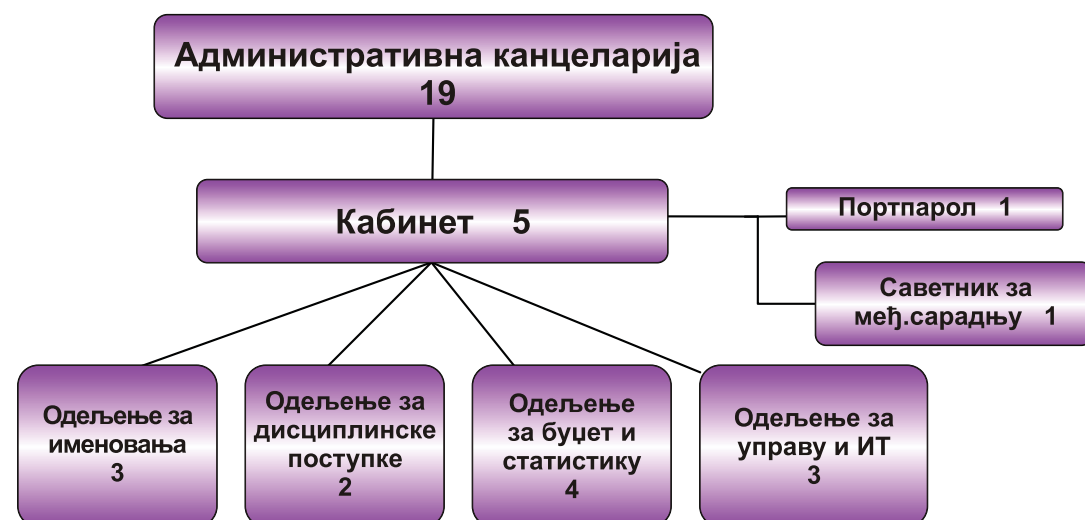 Административна канцеларија
19
Кабинет 5
Портпарол 1
Саветник за
међ.сарадњу 1
Одељење за
именовања
3
Одељење за
дисциплинске
поступке
2
Одељење
за буџет и
статистику
4
Одељење за
управу и ИТ
3